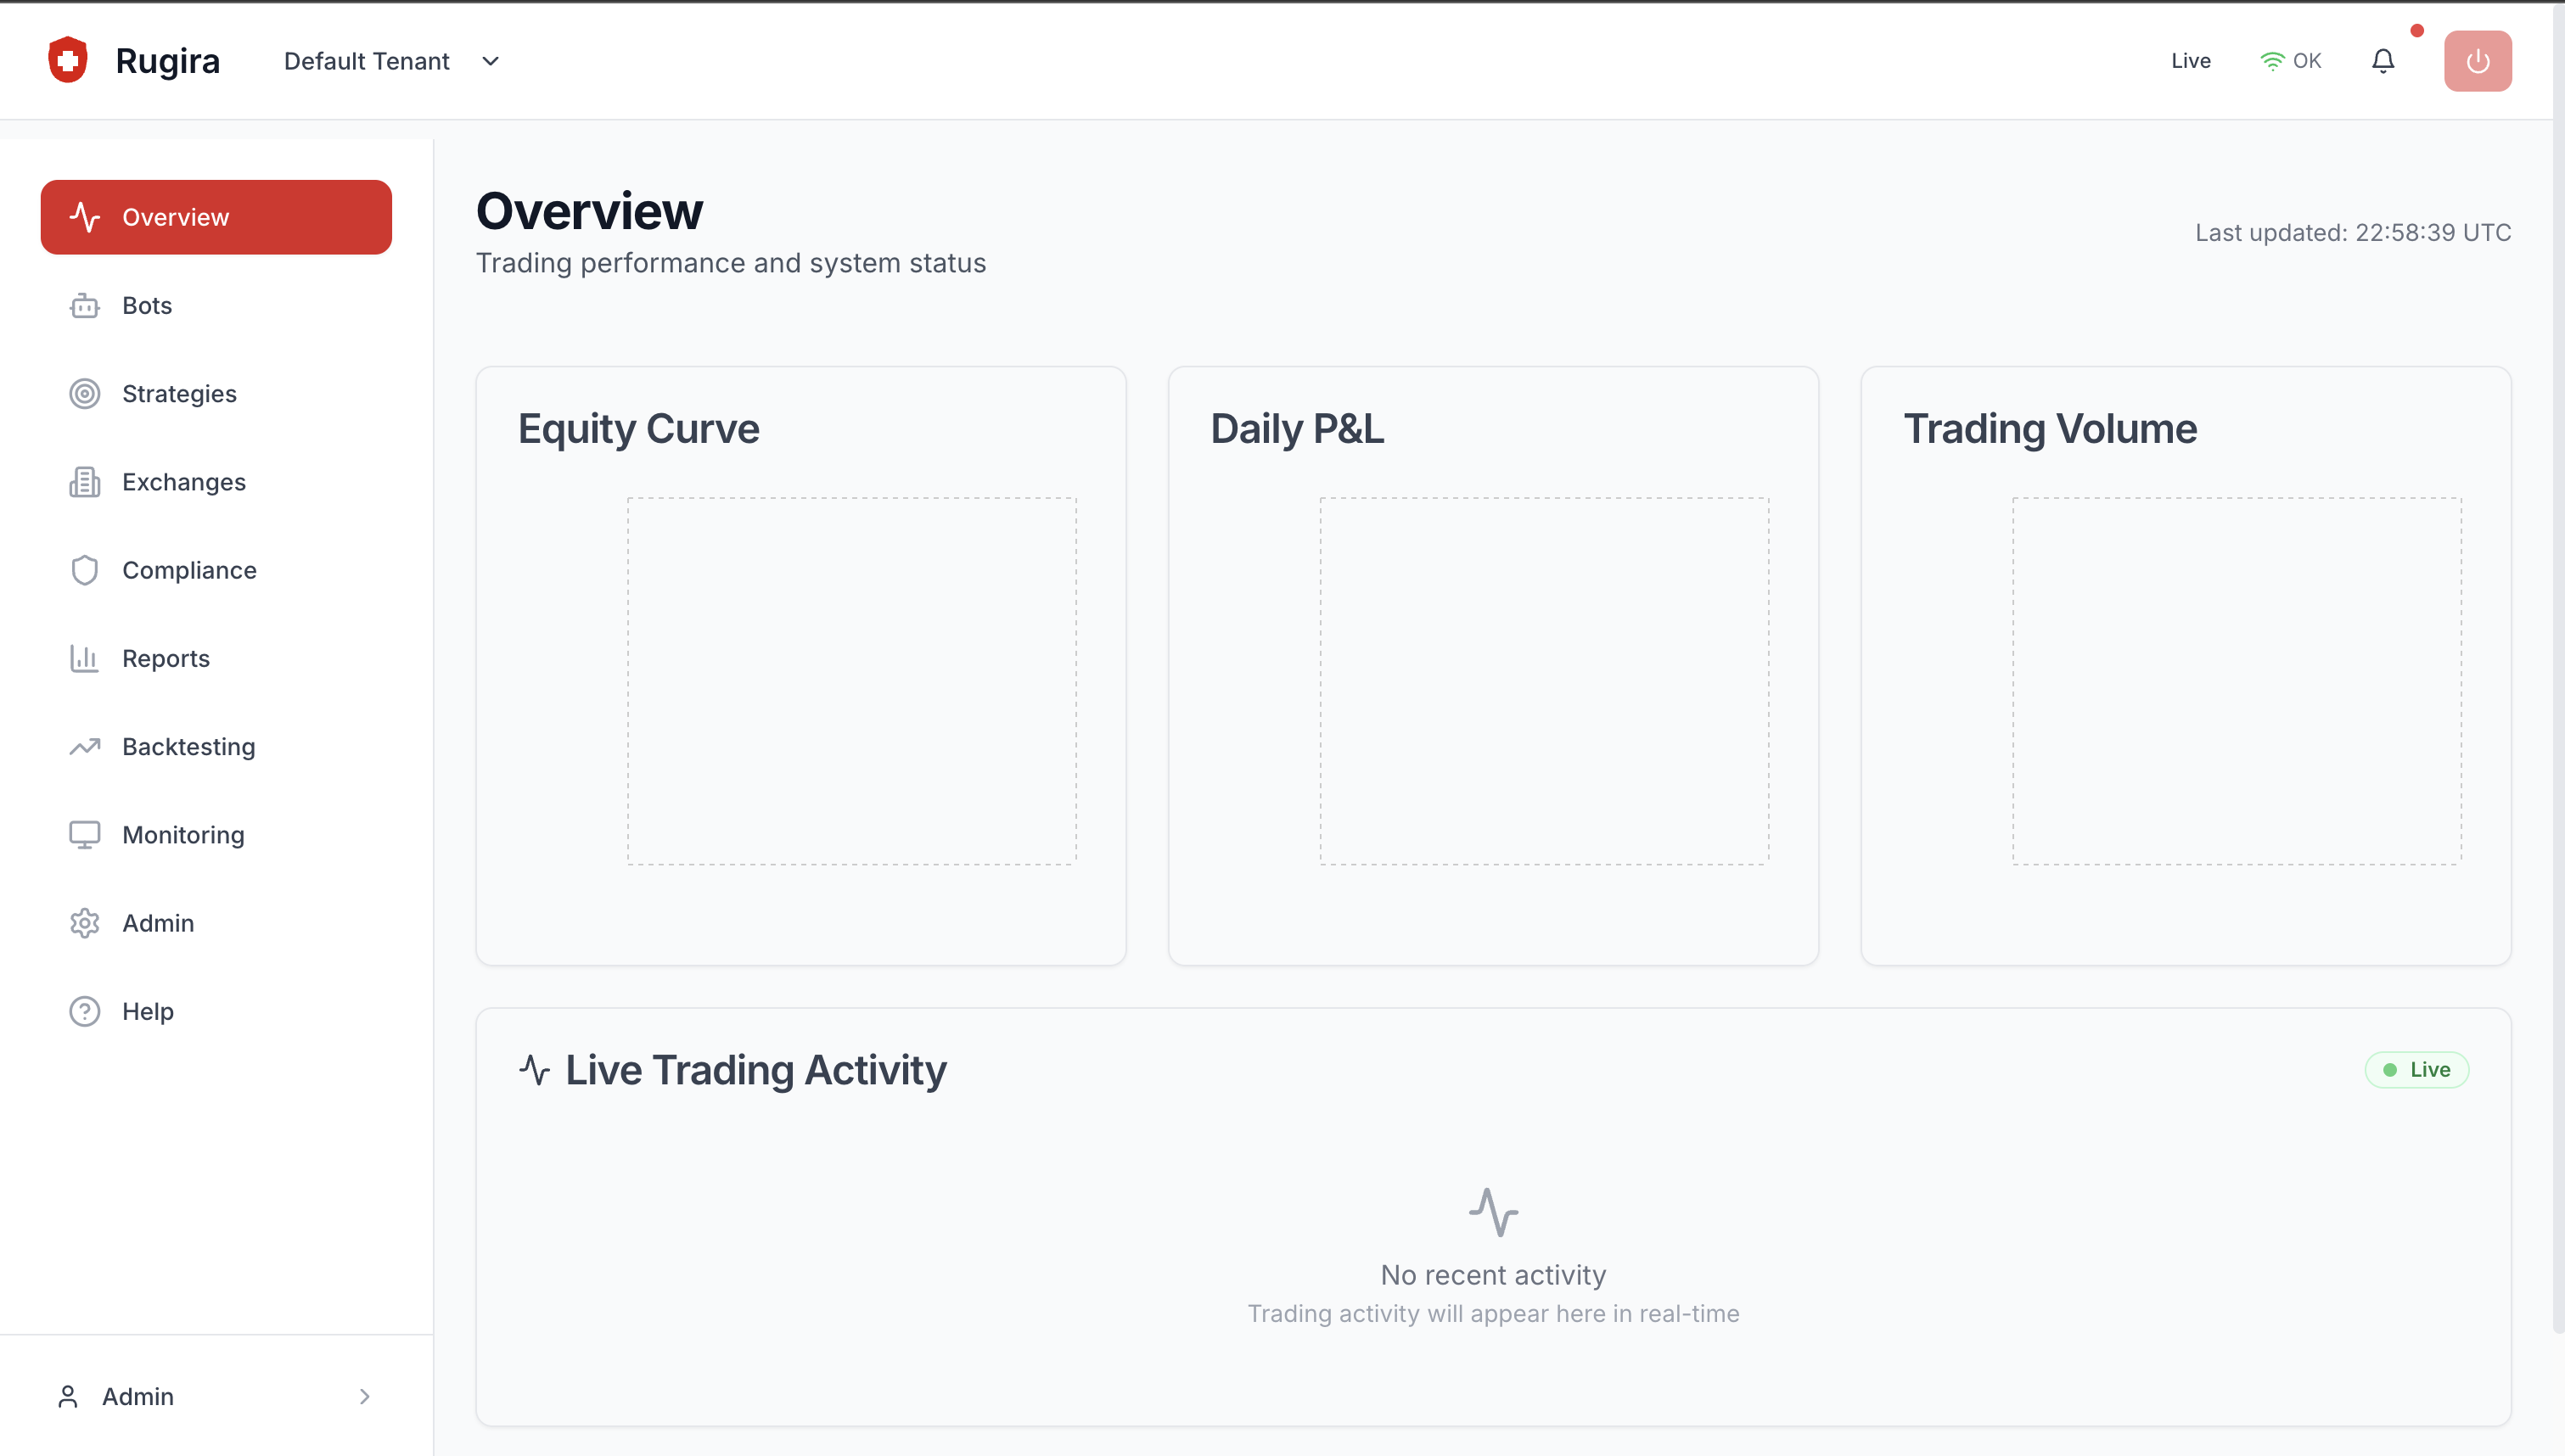 Rugira
Default Tenant
Live
OK
Overview
Bots
Strategies
Exchanges
Compliance
Reports
Backtesting
Monitoring
Admin
Help
Admin
Overview
Trading performance and system status
Last updated: 22:58:39 UTC
Equity Curve
Daily P&L
Trading Volume
Live Trading Activity
Live
No recent activity
Trading activity will appear here in real-time